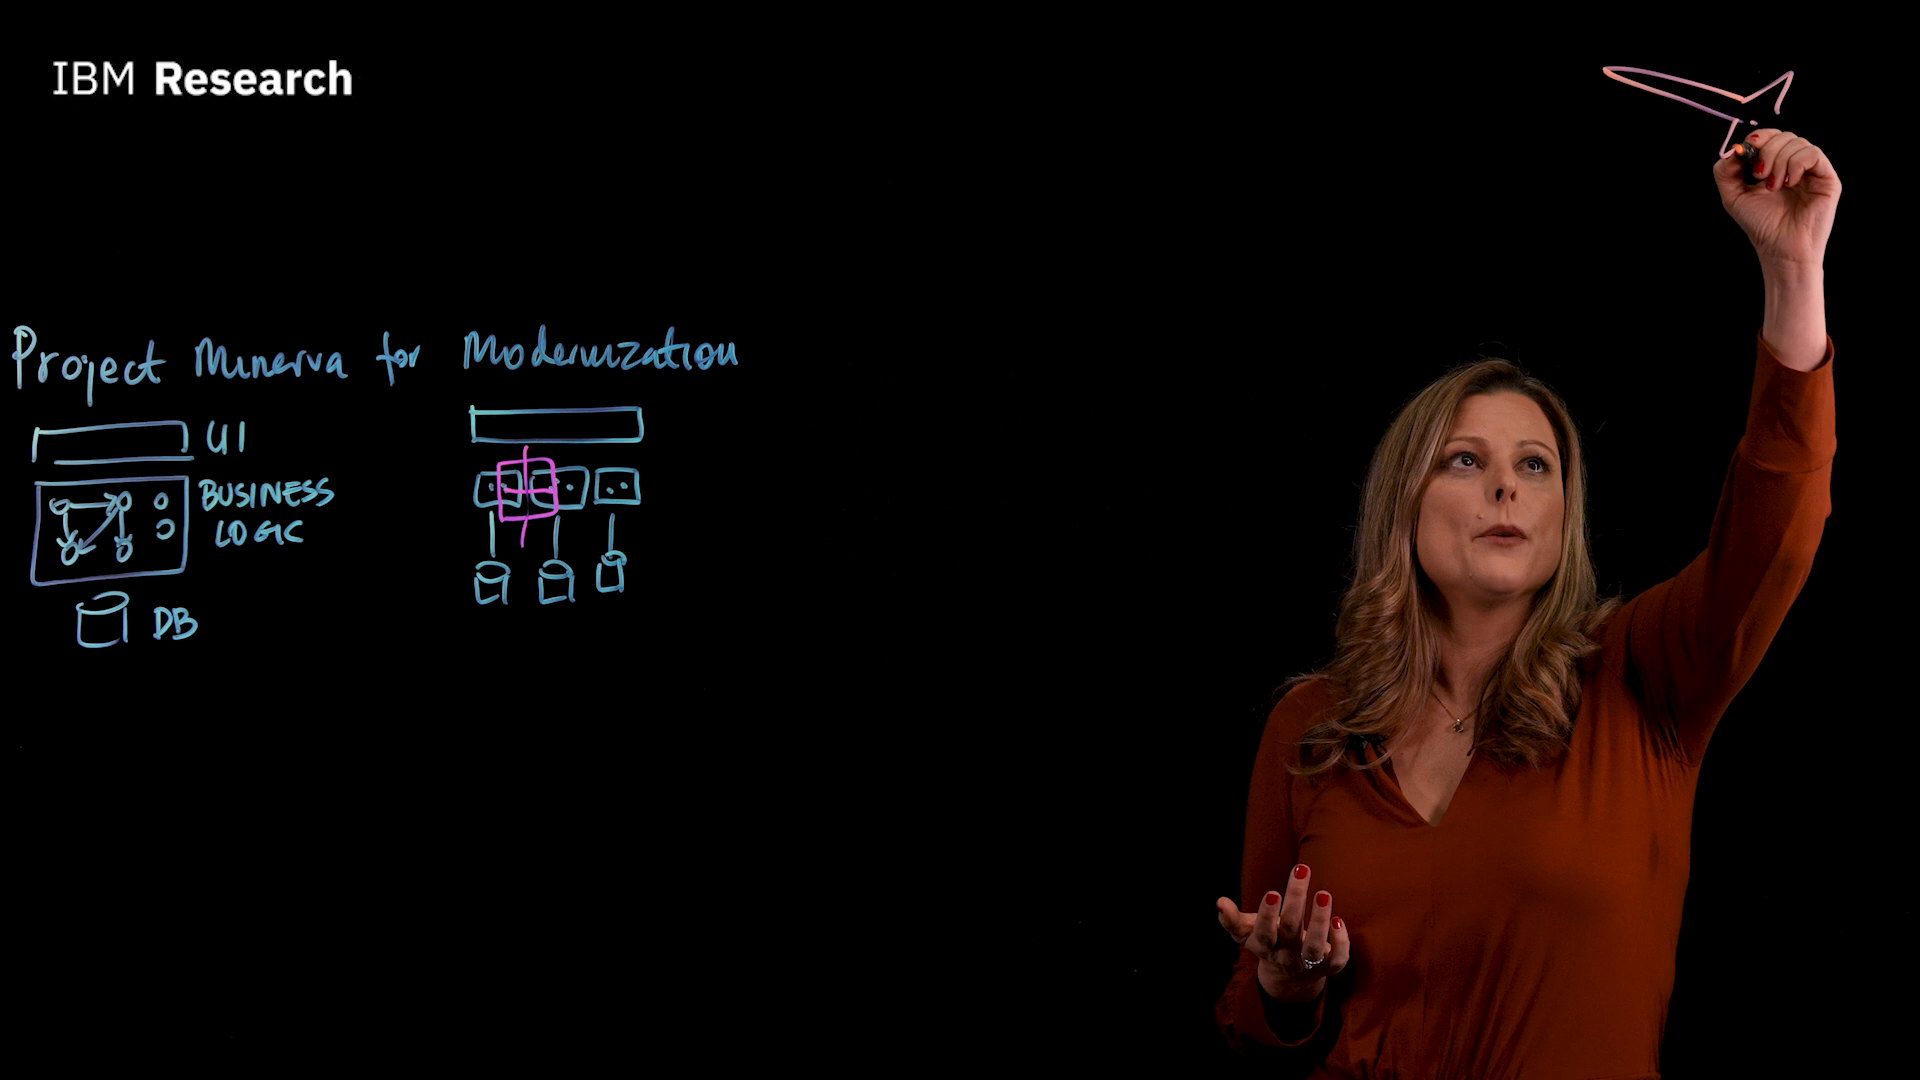 IBM Research
Project Minerva for Modernization
UI
BUSINESS
LOGIC
DB